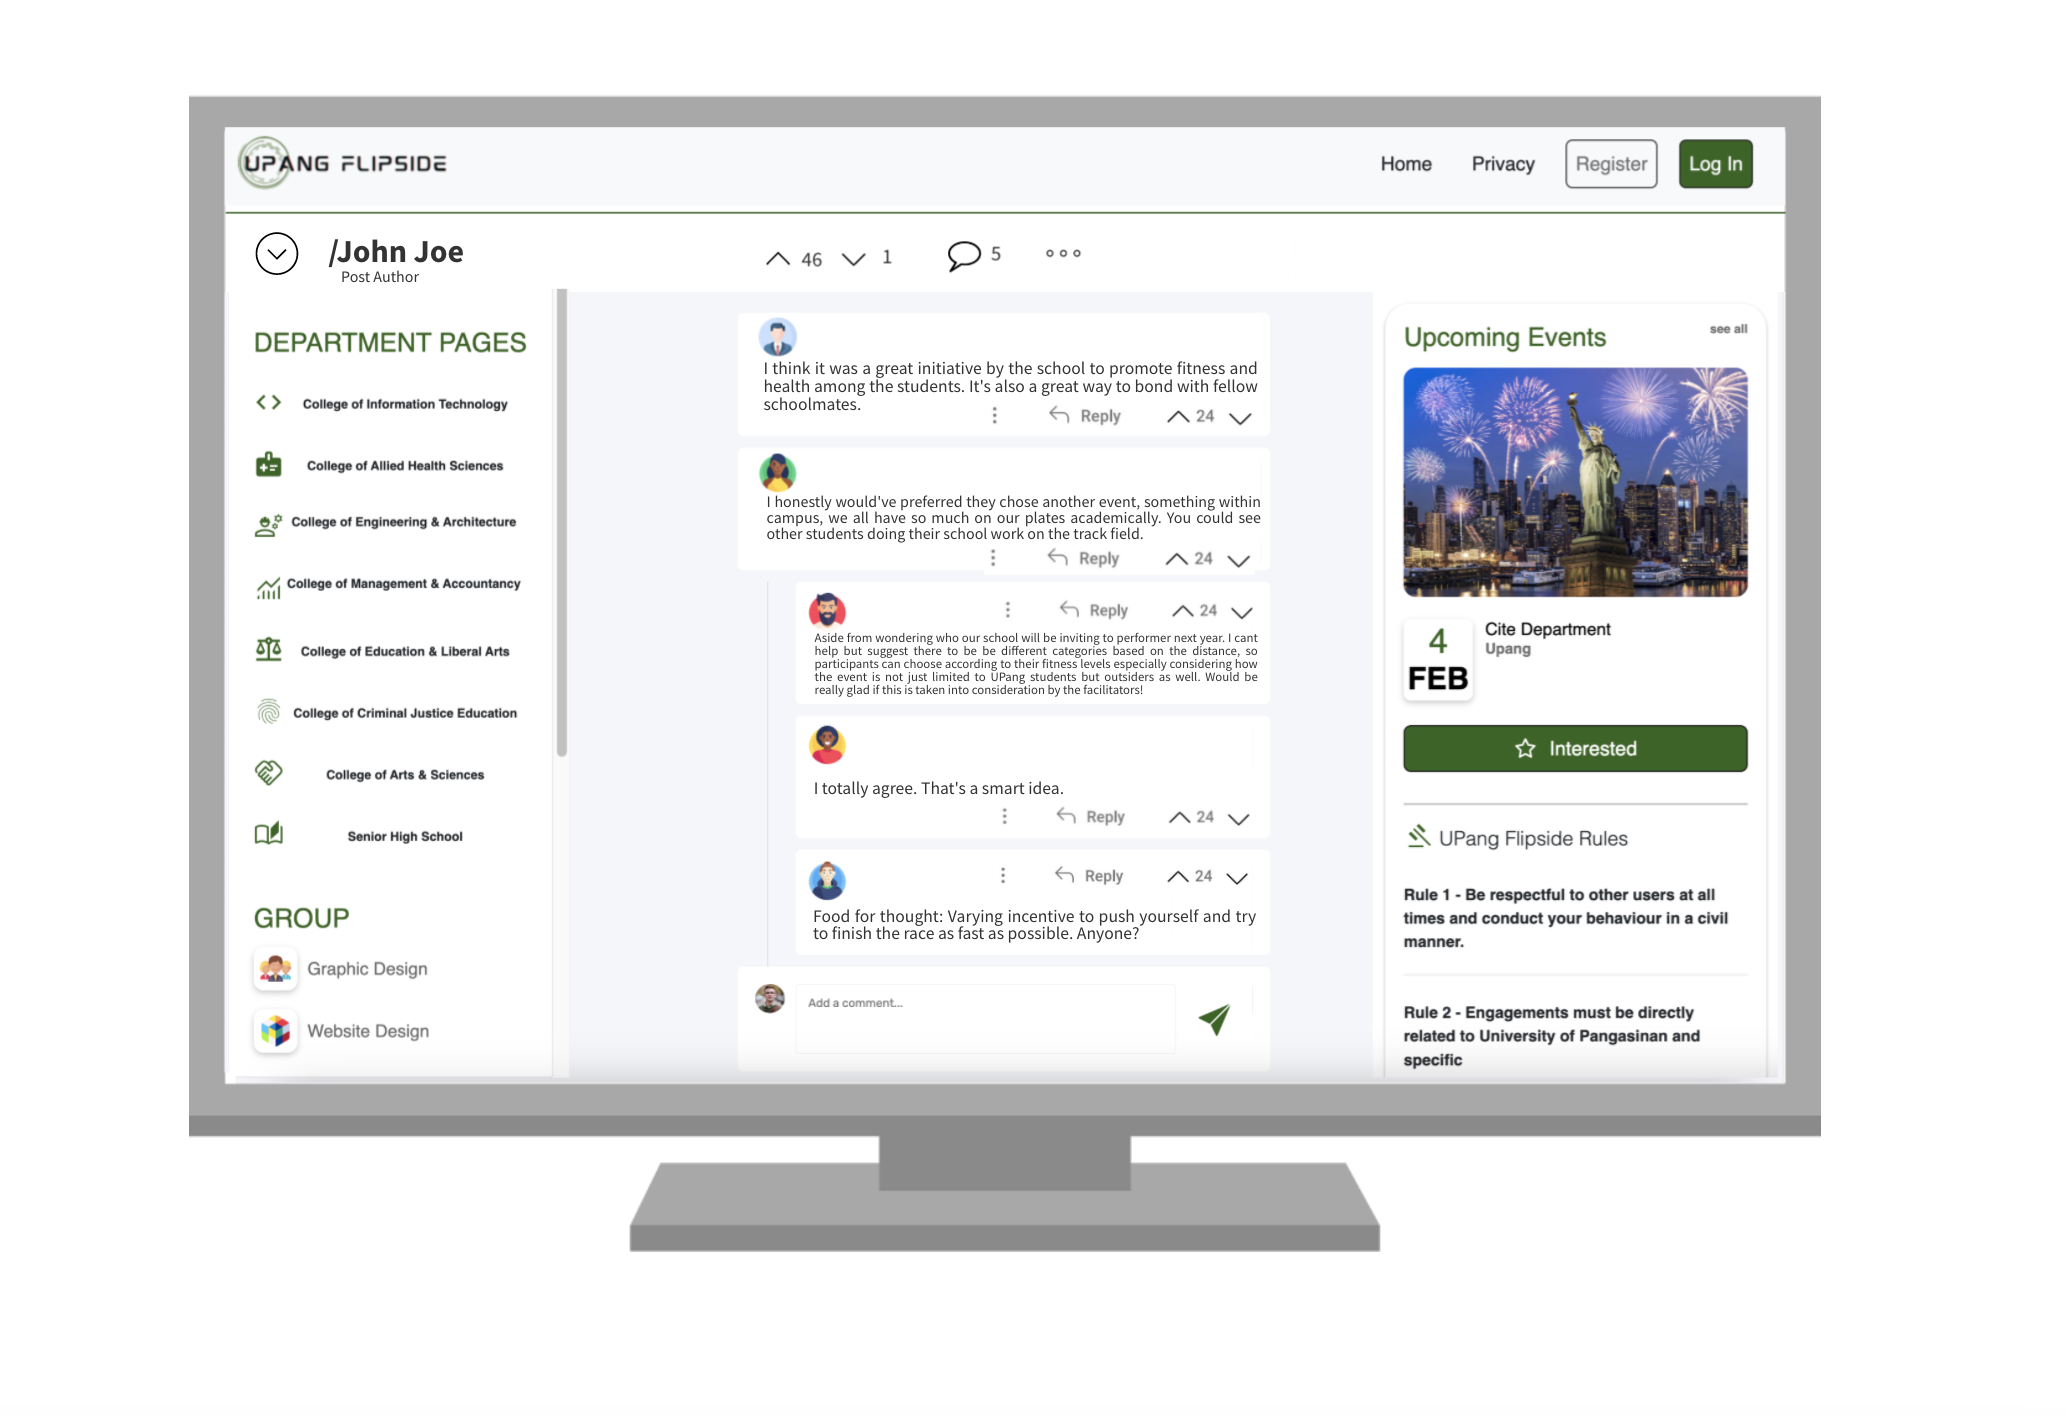 UPANG FLIPSIDE
Home
Privacy
Register
Log In
/John Joe
Post Author
46
1
5
DEPARTMENT PAGES
College of Information Technology
College of Allied Health Sciences
College of Engineering & Architecture
College of Management & Accountancy
College of Education & Liberal Arts
College of Criminal Justice Education
College of Arts & Sciences
Senior High School
GROUP
Graphic Design
Website Design
I think it was a great initiative by the school to promote fitness and
health among the students. It's also a great way to bond with fellow
schoolmates.
Reply
24
I honestly would've preferred they chose another event, something within
campus, we all have so much on our plates academically. You could see
other students doing their school work on the track field.
Reply
24
Reply
24
Aside from wondering who our school will be inviting to performer next year. I cant
help but suggest there to be be different categories based on the distance, so
participants can choose according to their fitness levels especially considering how
the event is not just limited to UPang students but outsiders as well. Would be
really glad if this is taken into consideration by the facilitators!
I totally agree. That's a smart idea.
Reply
24
Reply
24
Food for thought: Varying incentive to push yourself and try
to finish the race as fast as possible. Anyone?
Add a comment...
Upcoming Events
see all
4
FEB
Cite Department
Upang
Interested
UPang Flipside Rules
Rule 1 - Be respectful to other users at all
times and conduct your behaviour in a civil
manner.
Rule 2 - Engagements must be directly
related to University of Pangasinan and
specific